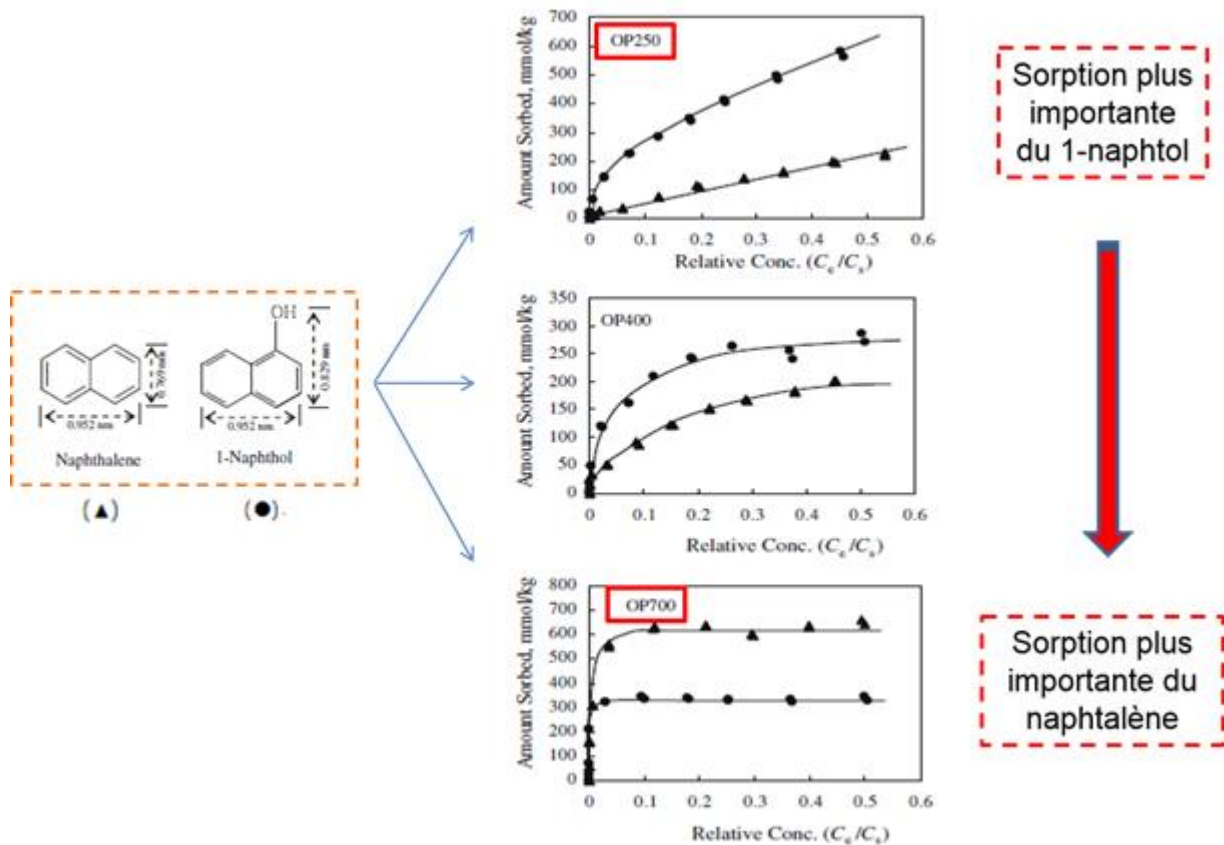 OP250
Amount Sorbed, mmol/kg
700
600
500
400
300
200
100
0
0 0.1 0.2 0.3 0.4 0.5 0.6
Relative Conc. (Ce/Cs)
Sorption plus
importante
du 1-naphtol
OH
0.769 nm
0.829 nm
0.952 nm
0.952 nm
Naphthalene
1-Naphthol
(▲)
(●).
OP400
Amount Sorbed, mmol/kg
350
300
250
200
150
100
50
0
0 0.1 0.2 0.3 0.4 0.5 0.6
Relative Conc. (Ce/Cs)
OP700
Amount Sorbed, mmol/kg
800
700
600
500
400
300
200
100
0
0 0.1 0.2 0.3 0.4 0.5 0.6
Relative Conc. (Ce/Cs)
Sorption plus
importante du
naphtalène